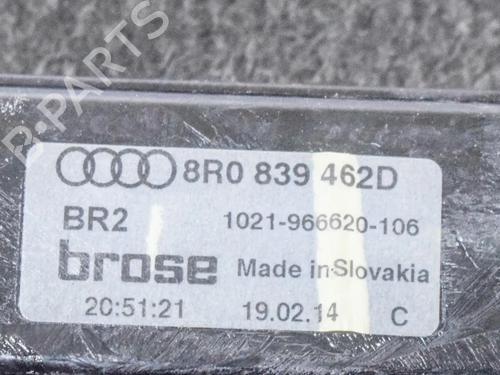 B-PARTS
8R0 839 462D
BR2 1021-966620-106
brose Made in Slovakia
20:51:21 19.02.14 C